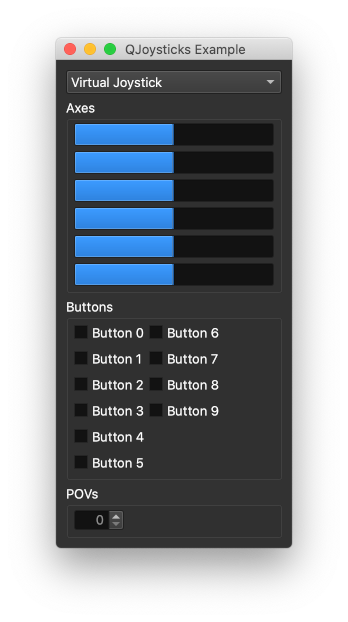 QJoysticks Example
Virtual Joystick
Axes
Buttons
Button 0 Button 6
Button 1 Button 7
Button 2 Button 8
Button 3 Button 9
Button 4
Button 5
POVs
0